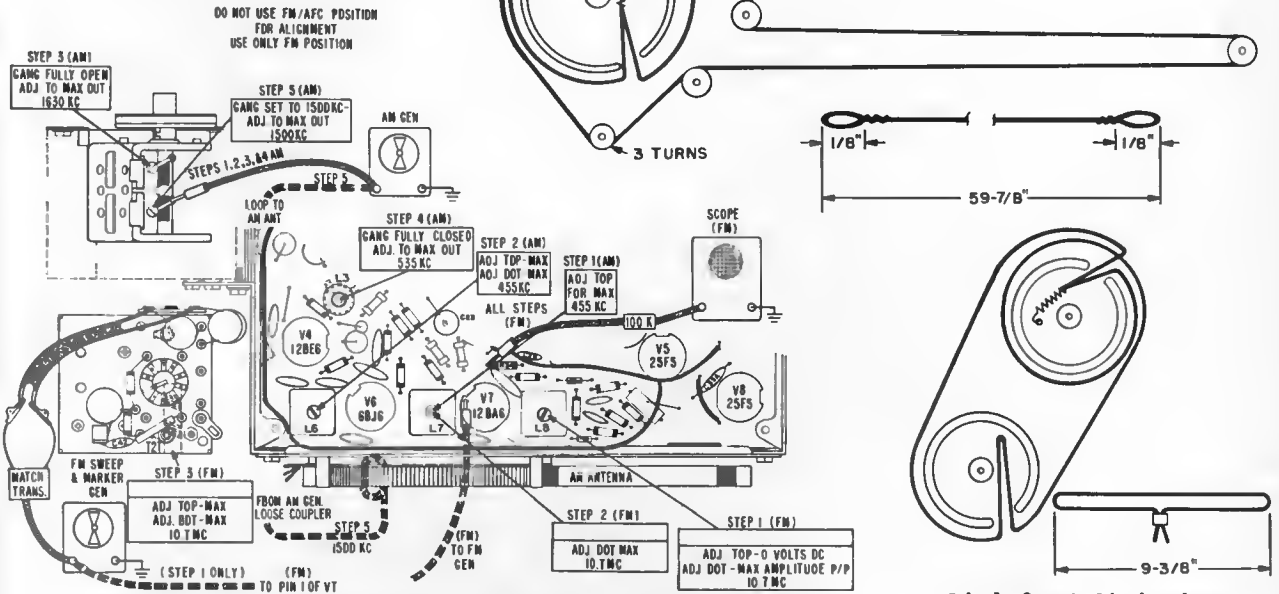 DO NOT USE FM/AFC POSITION
FOR ALIGNMENT
USE ONLY FM POSITION
STEP 3 (AM)
GANG FULLY OPEN
ADJ TO MAX OUT
1630 KC
STEP 5 (AM)
GANG SET TO 1500KC-
ADJ TO MAX OUT
1500KC
STEPS 1,2,3,&4 AM
AM GEN
STEP 5
LOOP TO
AM ANT
STEP 4 (AM)
GANG FULLY CLOSED
ADJ. TO MAX OUT
535 KC
STEP 2 (AM)
ADJ TOP-MAX
ADJ BOT MAX
455KC
STEP 1 (AM)
ADJ TOP
FOR MAX
455 KC
ALL STEPS
(FM)
100 K
SCOPE
(FM)
L3
V4
12BE6
V5
25F5
V8
25F5
V6
6BJ6
V7
12BA6
L6
L7
L8
T2
MATCH
TRANS.
FM SWEEP
& MARKER
GEN
STEP 3 (FM)
ADJ TOP-MAX
ADJ. BOT-MAX
10.7MC
FROM AM GEN.
LOOSE COUPLER
STEP 5
1500 KC
AM ANTENNA
(FM)
TO FM
GEN
STEP 2 (FM)
ADJ BOT MAX
10.7MC
STEP 1 (FM)
ADJ TOP-0 VOLTS DC
ADJ BOT-MAX AMPLITUDE P/P
10 7MC
(STEP 1 ONLY)
(FM)
TO PIN 1 OF V7
3 TURNS
1/8"
1/8"
59-7/8"
9-3/8"